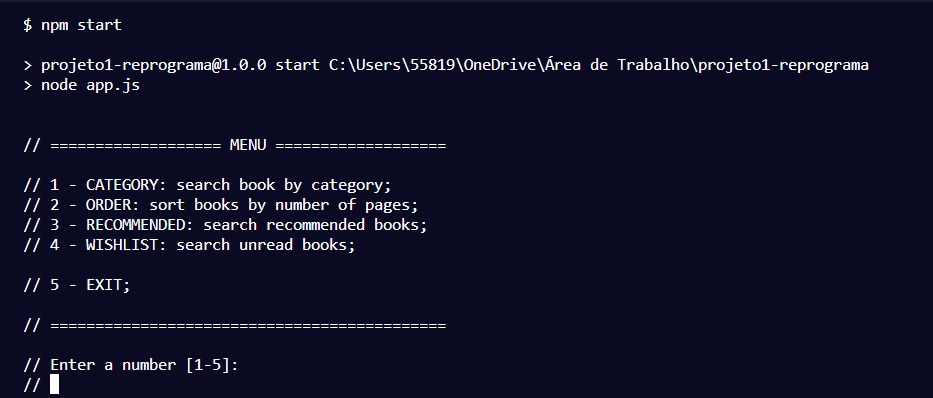 $ npm start
> projeto1-reprograma@1.0.0 start C:\Users\55819\OneDrive\Área de Trabalho\projeto1-reprograma
> node app.js
// =================== MENU ===================
// 1 - CATEGORY: search book by category;
// 2 - ORDER: sort books by number of pages;
// 3 - RECOMMENDED: search recommended books;
// 4 - WISHLIST: search unread books;
// 5 - EXIT;
// ============================================
// Enter a number [1-5]:
//